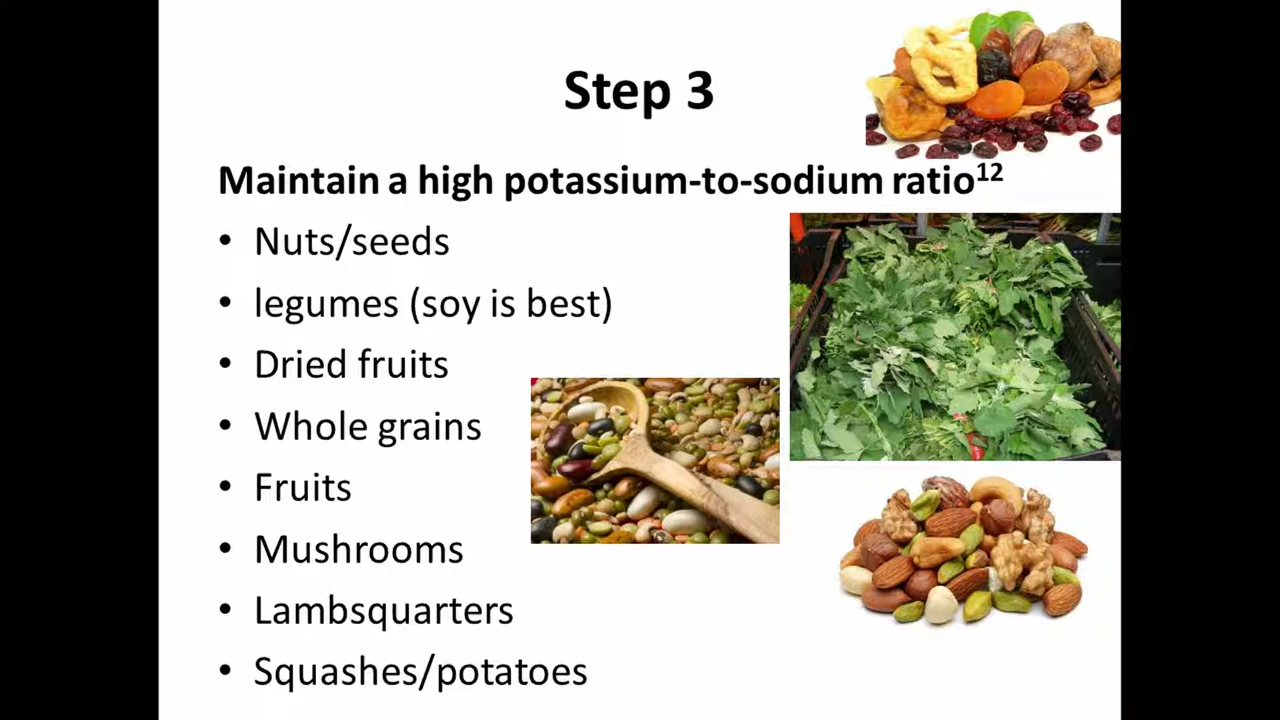 Step 3
Maintain a high potassium-to-sodium ratio¹²
• Nuts/seeds
• legumes (soy is best)
• Dried fruits
• Whole grains
• Fruits
• Mushrooms
• Lambsquarters
• Squashes/potatoes